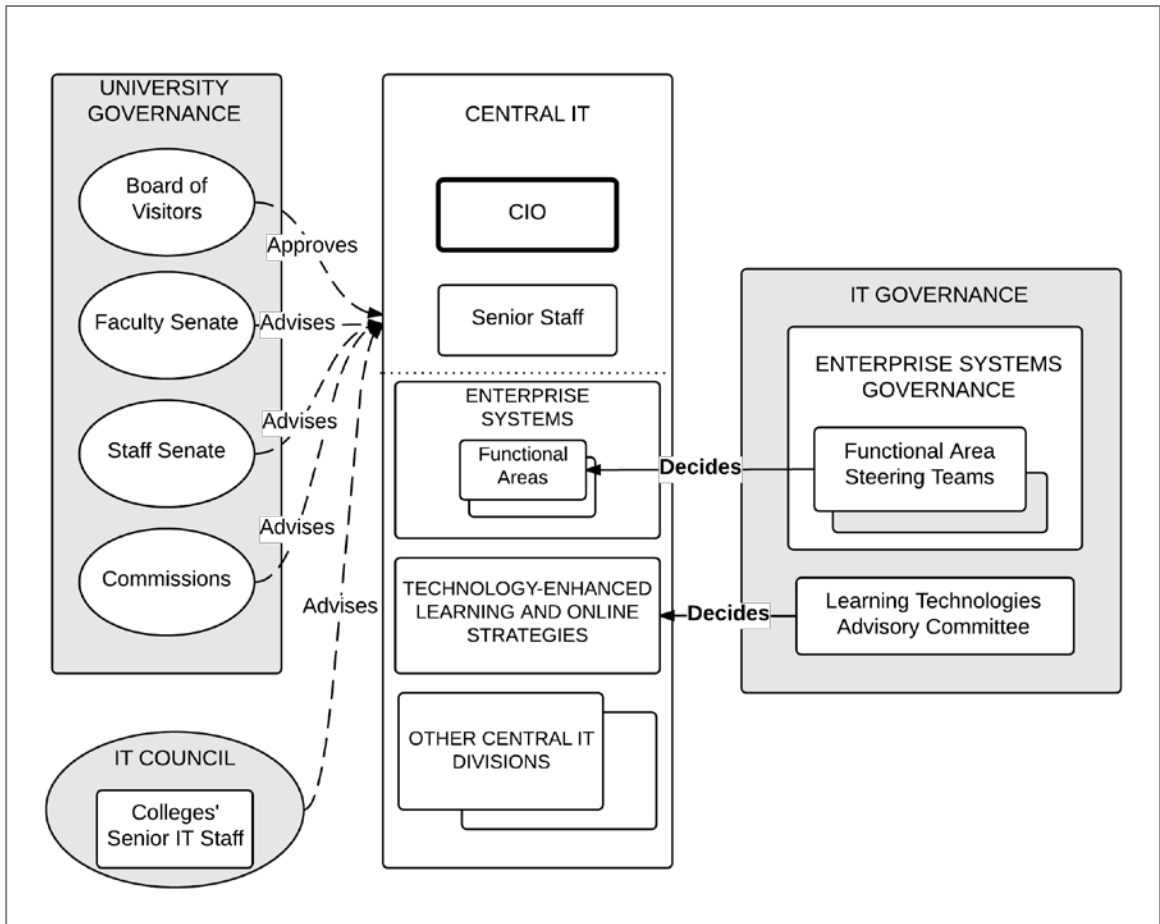 UNIVERSITY
GOVERNANCE
Board of
Visitors
Approves
Faculty Senate
Advises
Staff Senate
Advises
Commissions
Advises
Advises
IT COUNCIL
Colleges'
Senior IT Staff
CENTRAL IT
CIO
Senior Staff
ENTERPRISE
SYSTEMS
Functional
Areas
TECHNOLOGY-ENHANCED
LEARNING AND ONLINE
STRATEGIES
OTHER CENTRAL IT
DIVISIONS
Decides
Decides
IT GOVERNANCE
ENTERPRISE SYSTEMS
GOVERNANCE
Functional Area
Steering Teams
Learning Technologies
Advisory Committee